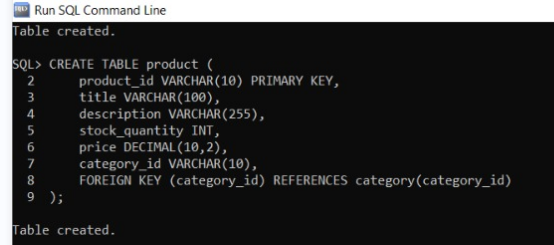 Run SQL Command Line
Table created.
SQL> CREATE TABLE product (
2 product_id VARCHAR(10) PRIMARY KEY,
3 title VARCHAR(100),
4 description VARCHAR(255),
5 stock_quantity INT,
6 price DECIMAL(10,2),
7 category_id VARCHAR(10),
8 FOREIGN KEY (category_id) REFERENCES category(category_id)
9 );
Table created.